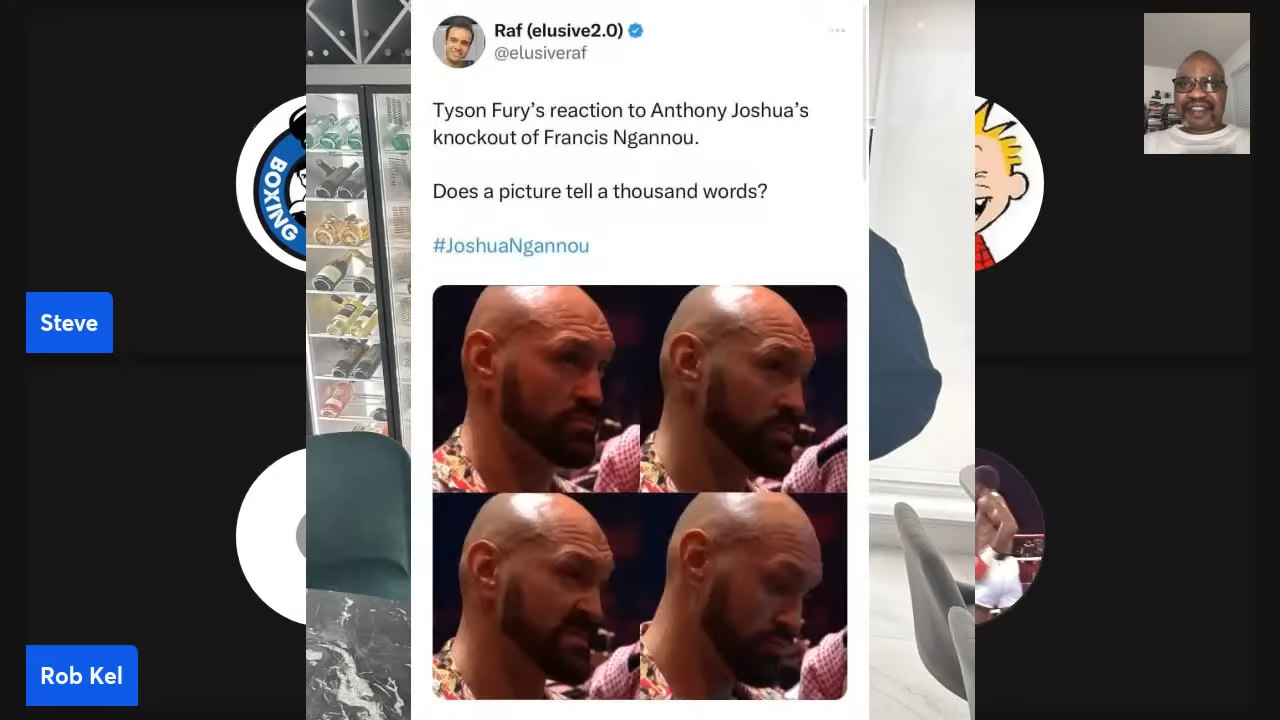 Raf (elusive2.0)
@elusiveraf
Tyson Fury’s reaction to Anthony Joshua’s
knockout of Francis Ngannou.
Does a picture tell a thousand words?
#JoshuaNgannou
BOXING
Steve
Rob Kel